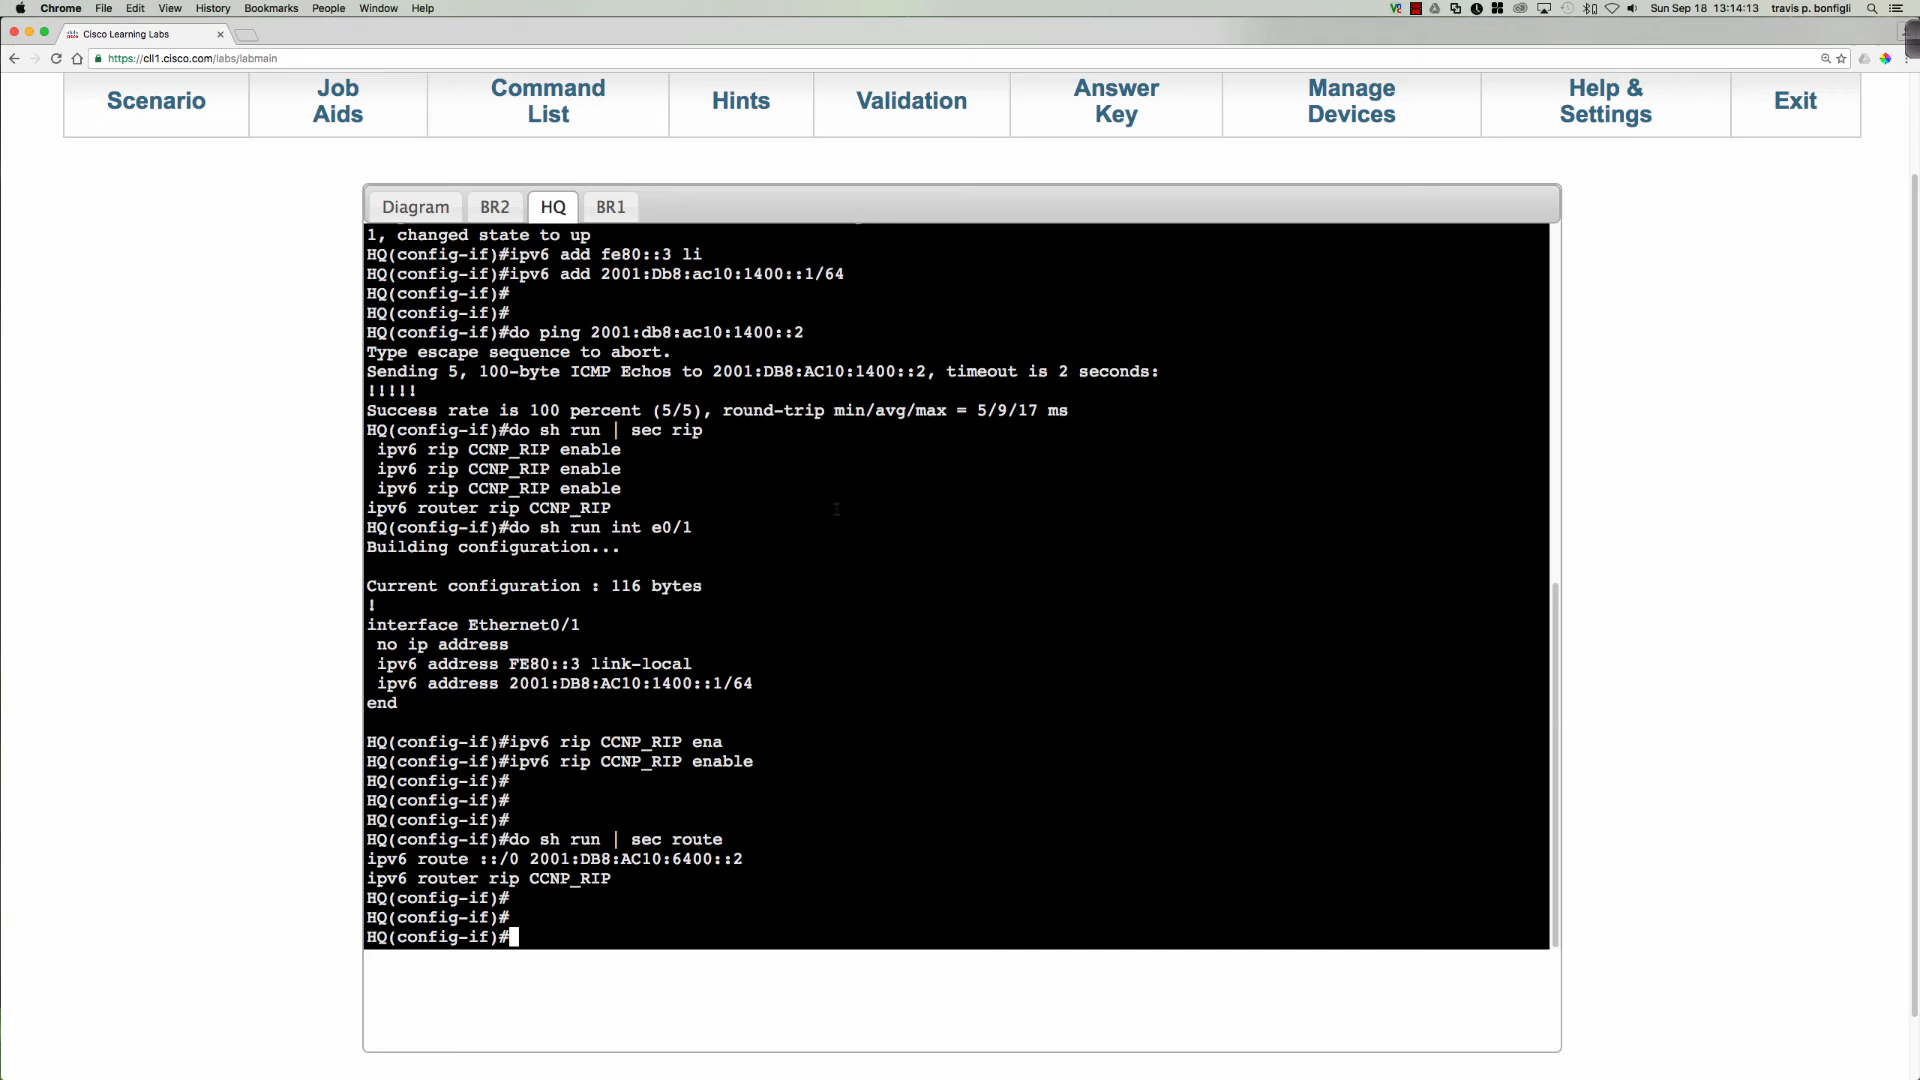 Chrome File Edit View History Bookmarks People Window Help
Sun Sep 18 13:14:13 travis p. bonfigli
Cisco Learning Labs
https://cll1.cisco.com/labs/labmain
Scenario
Job
Aids
Command
List
Hints
Validation
Answer
Key
Manage
Devices
Help &
Settings
Exit
Diagram BR2 HQ BR1
1, changed state to up
HQ(config-if)#ipv6 add fe80::3 li
HQ(config-if)#ipv6 add 2001:Db8:ac10:1400::1/64
HQ(config-if)#
HQ(config-if)#
HQ(config-if)#do ping 2001:db8:ac10:1400::2
Type escape sequence to abort.
Sending 5, 100-byte ICMP Echos to 2001:DB8:AC10:1400::2, timeout is 2 seconds:
!!!!!
Success rate is 100 percent (5/5), round-trip min/avg/max = 5/9/17 ms
HQ(config-if)#do sh run | sec rip
 ipv6 rip CCNP_RIP enable
 ipv6 rip CCNP_RIP enable
 ipv6 rip CCNP_RIP enable
ipv6 router rip CCNP_RIP
HQ(config-if)#do sh run int e0/1
Building configuration...
Current configuration : 116 bytes
!
interface Ethernet0/1
 no ip address
 ipv6 address FE80::3 link-local
 ipv6 address 2001:DB8:AC10:1400::1/64
end
HQ(config-if)#ipv6 rip CCNP_RIP ena
HQ(config-if)#ipv6 rip CCNP_RIP enable
HQ(config-if)#
HQ(config-if)#
HQ(config-if)#
HQ(config-if)#do sh run | sec route
ipv6 route ::/0 2001:DB8:AC10:6400::2
ipv6 router rip CCNP_RIP
HQ(config-if)#
HQ(config-if)#
HQ(config-if)#